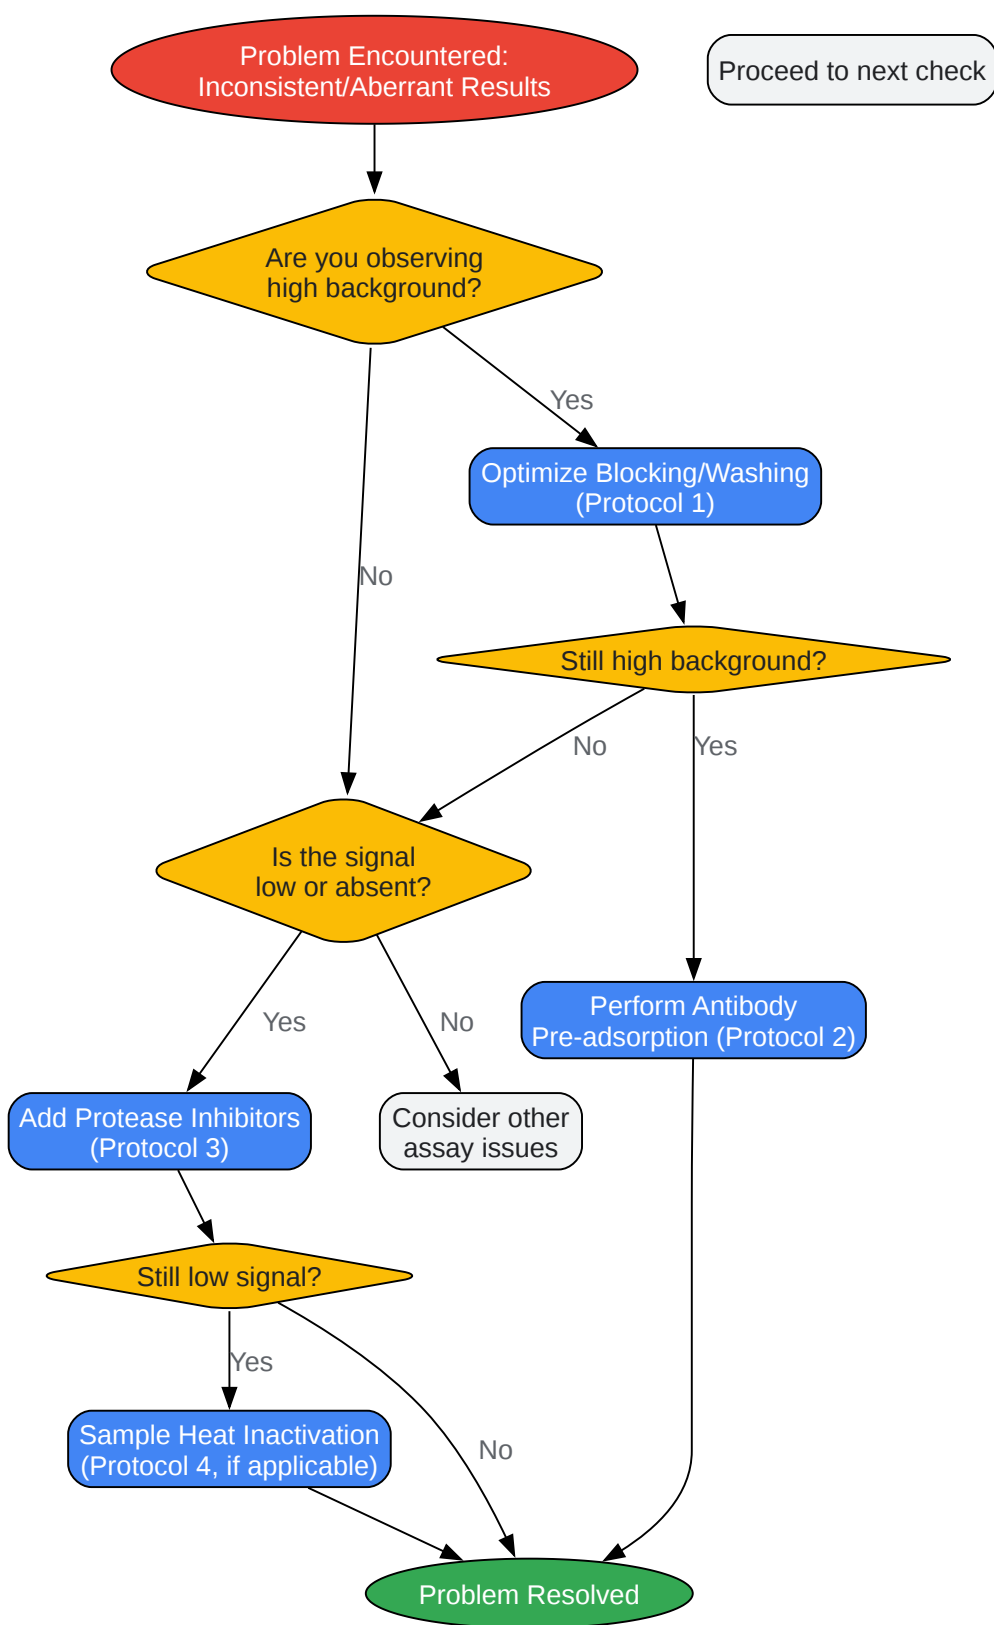 Problem Encountered:
Inconsistent/Aberrant Results
Proceed to next check
Are you observing
high background?
Yes
Optimize Blocking/Washing
(Protocol 1)
No
Still high background?
No
Yes
Is the signal
low or absent?
Perform Antibody
Pre-adsorption (Protocol 2)
Yes
No
Add Protease Inhibitors
(Protocol 3)
Consider other
assay issues
Still low signal?
Yes
Sample Heat Inactivation
(Protocol 4, if applicable)
No
Problem Resolved